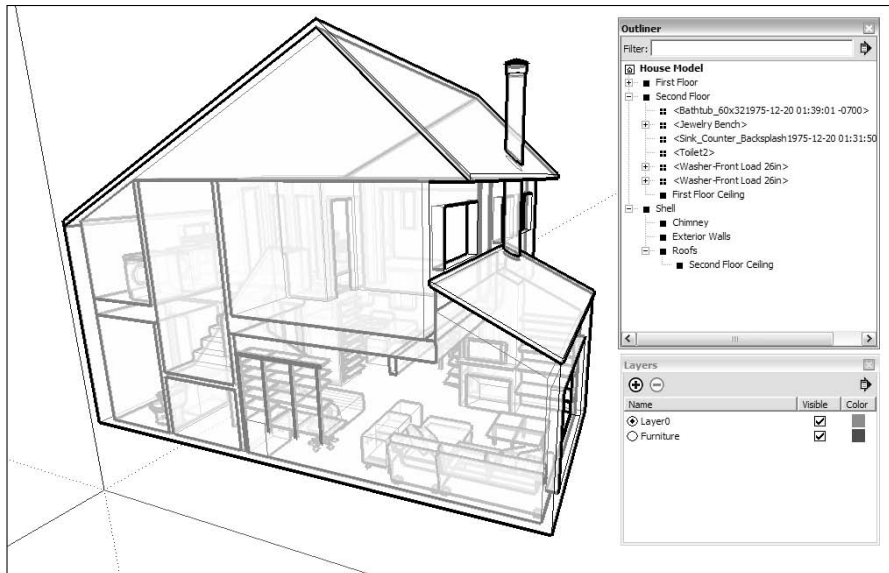 Outliner
Filter:
House Model
First Floor
Second Floor
<Bathtub_60x321975-12-20 01:39:01 -0700>
<Jewelry Bench>
<Sink_Counter_Backsplash1975-12-20 01:31:50
<Toilet2>
<Washer-Front Load 26in>
<Washer-Front Load 26in>
First Floor Ceiling
Shell
Chimney
Exterior Walls
Roofs
Second Floor Ceiling
Layers
Name Visible Color
Layer0
Furniture